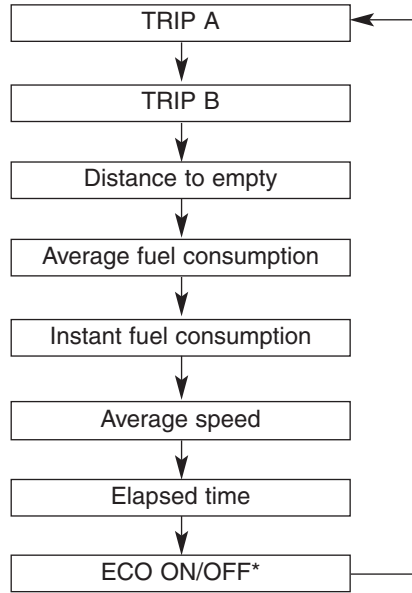 TRIP A
TRIP B
Distance to empty
Average fuel consumption
Instant fuel consumption
Average speed
Elapsed time
ECO ON/OFF*